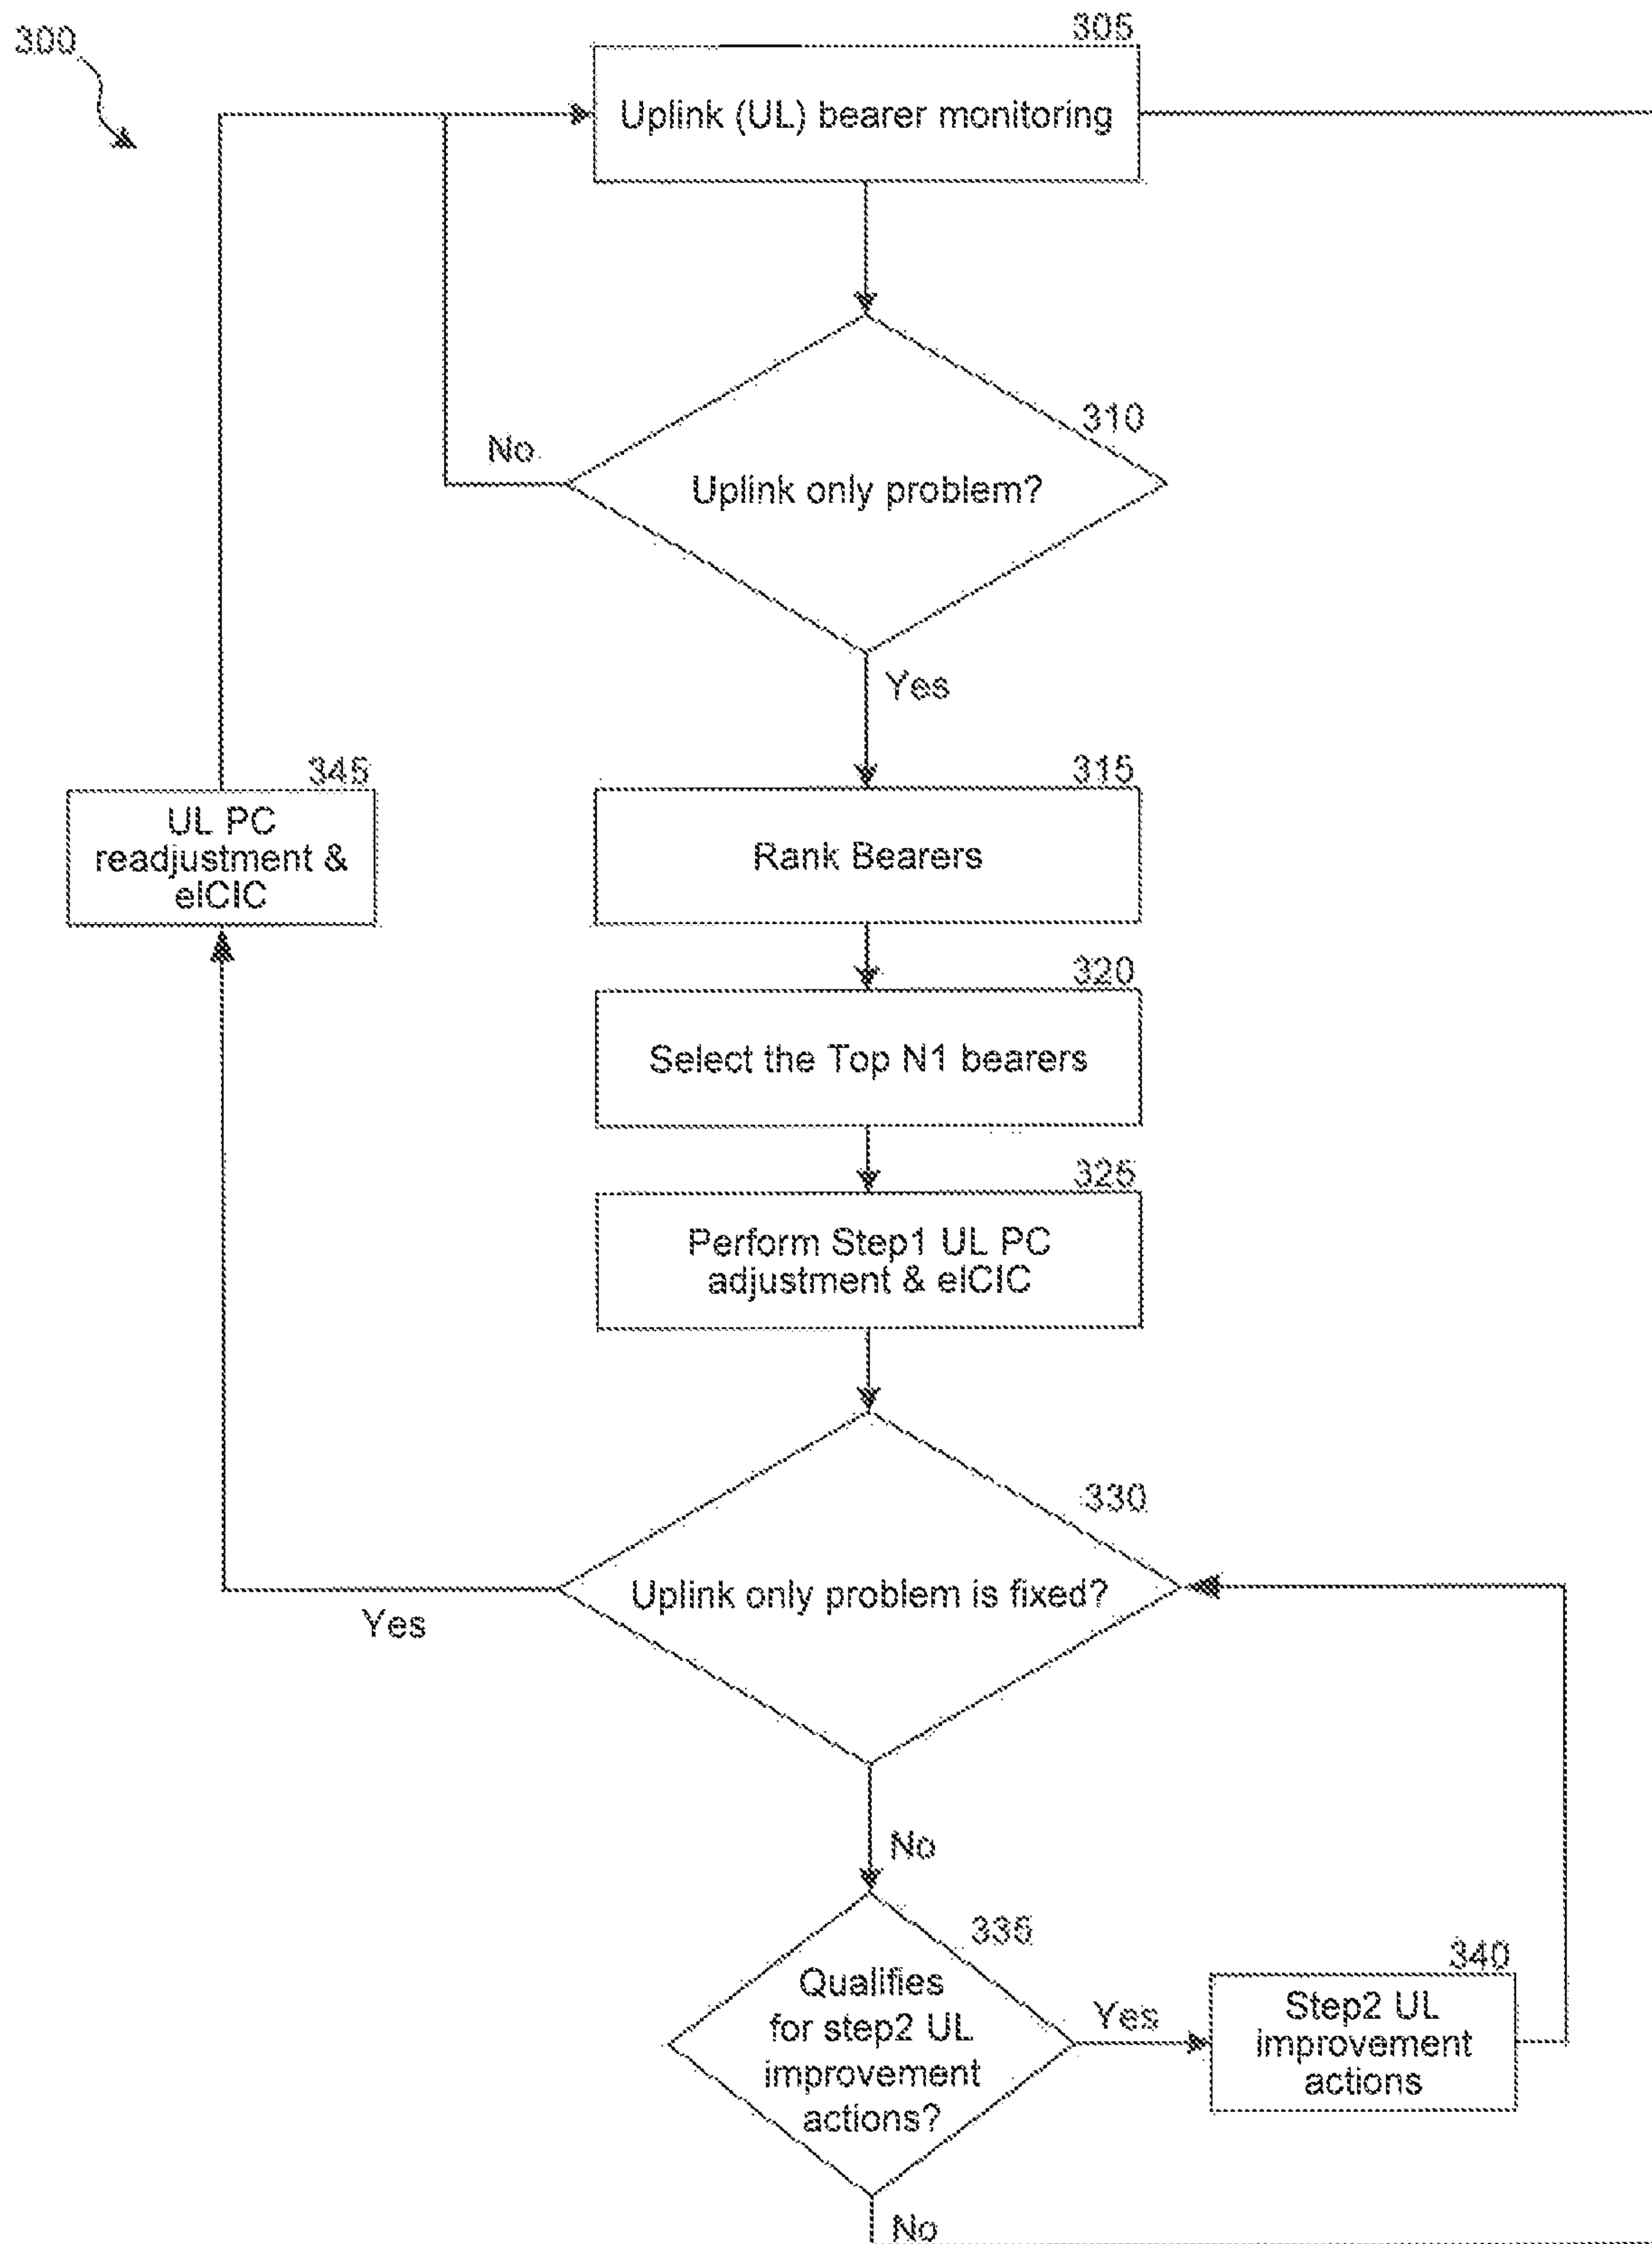 300
305
Uplink (UL) bearer monitoring
310
No
Uplink only problem?
Yes
345
UL PC
readjustment &
eICIC
315
Rank Bearers
320
Select the Top N1 bearers
325
Perform Step1 UL PC
adjustment & eICIC
330
Uplink only problem is fixed?
Yes
No
335
Qualifies
for step2 UL
improvement
actions?
Yes
340
Step2 UL
improvement
actions
No